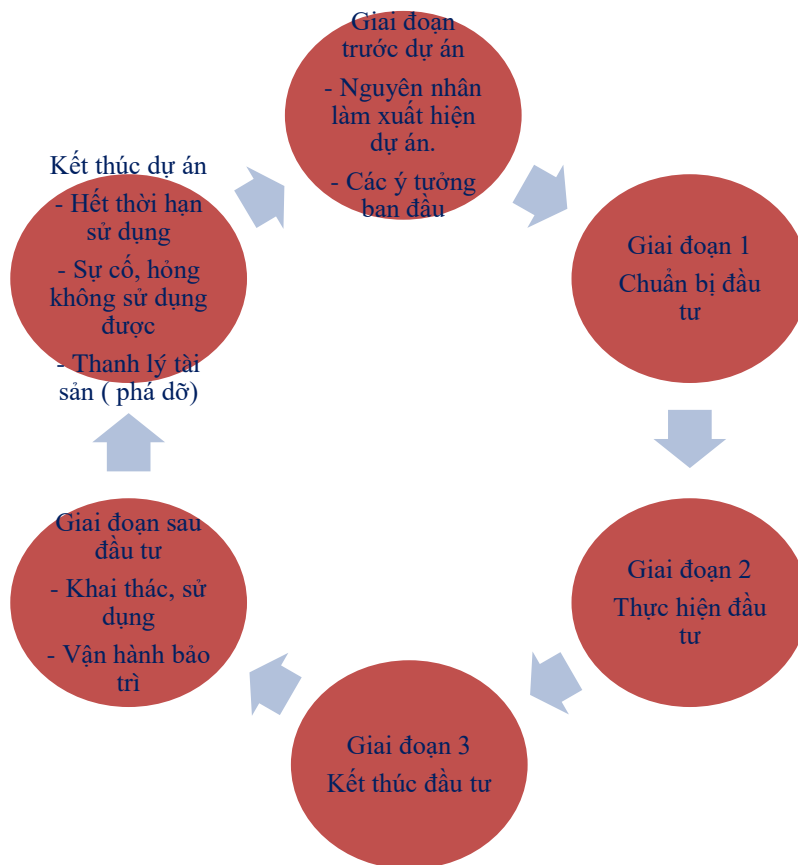 Giai đoạn
trước dự án
- Nguyên nhân
làm xuất hiện
dự án.
- Các ý tưởng
ban đầu
Giai đoạn 1
Chuẩn bị đầu
tư
Giai đoạn 2
Thực hiện đầu
tư
Giai đoạn 3
Kết thúc đầu tư
Giai đoạn sau
đầu tư
- Khai thác, sử
dụng
- Vận hành bảo
trì
Kết thúc dự án
- Hết thời hạn
sử dụng
- Sự cố, hỏng
không sử dụng
được
- Thanh lý tài
sản ( phá dỡ)